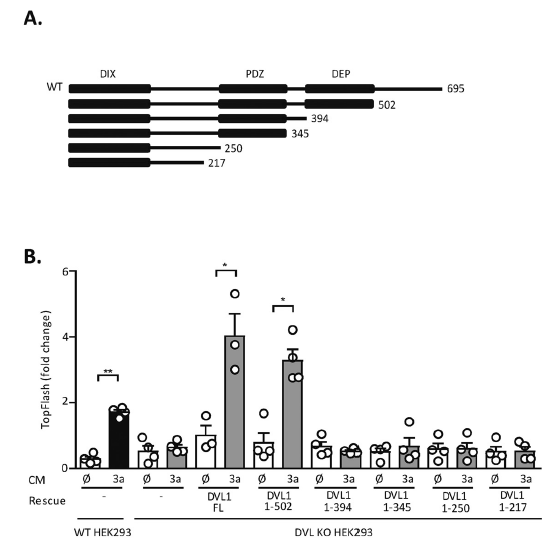 A.
DIX PDZ DEP
WT 695
502
394
345
250
217
B.
6
4
2
0
TopFlash (fold change)
** * *
CM Ø 3a Ø 3a Ø 3a Ø 3a Ø 3a Ø 3a Ø 3a Ø 3a
Rescue - - DVL1 DVL1 DVL1 DVL1 DVL1 DVL1
FL 1-502 1-394 1-345 1-250 1-217
WT HEK293 DVL KO HEK293